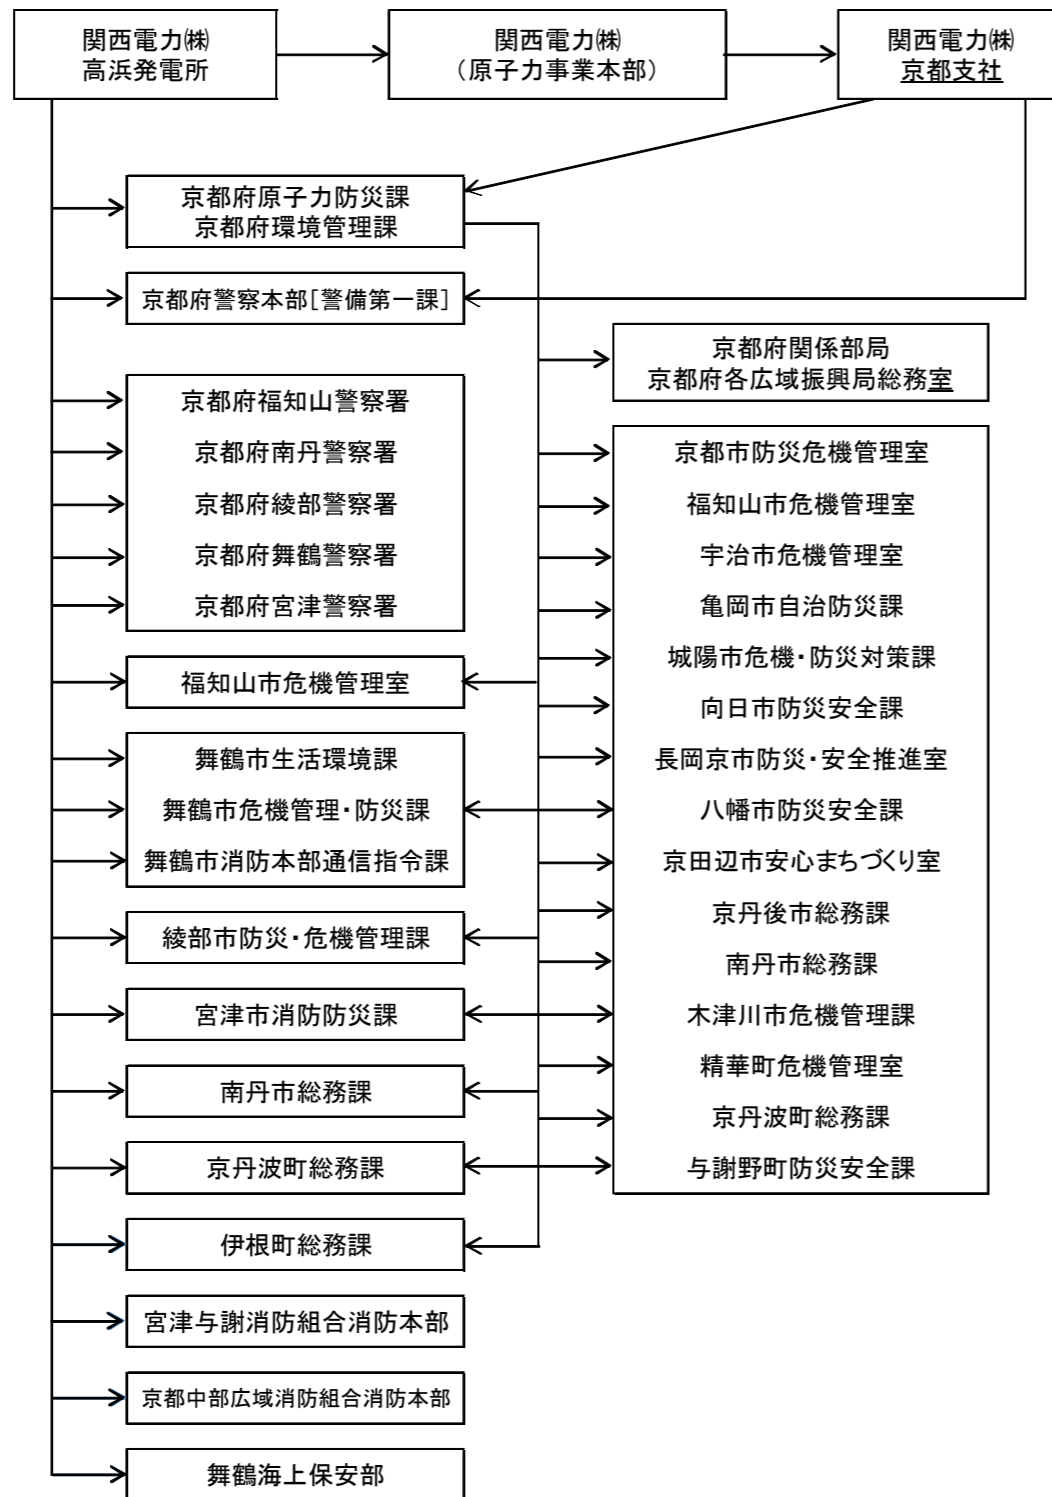 関西電力㈱
高浜発電所
関西電力㈱
(原子力事業本部)
関西電力㈱
京都支社
京都府原子力防災課
京都府環境管理課
京都府警察本部[警備第一課]
京都府福知山警察署
京都府南丹警察署
京都府綾部警察署
京都府舞鶴警察署
京都府宮津警察署
福知山市危機管理室
舞鶴市生活環境課
舞鶴市危機管理・防災課
舞鶴市消防本部通信指令課
綾部市防災・危機管理課
宮津市消防防災課
南丹市総務課
京丹波町総務課
伊根町総務課
宮津与謝消防組合消防本部
京都中部広域消防組合消防本部
舞鶴海上保安部
京都府関係部局
京都府各広域振興局総務室
京都市防災危機管理室
福知山市危機管理室
宇治市危機管理室
亀岡市自治防災課
城陽市危機・防災対策課
向日市防災安全課
長岡京市防災・安全推進室
八幡市防災安全課
京田辺市安心まちづくり室
京丹後市総務課
南丹市総務課
木津川市危機管理課
精華町危機管理室
京丹波町総務課
与謝野町防災安全課